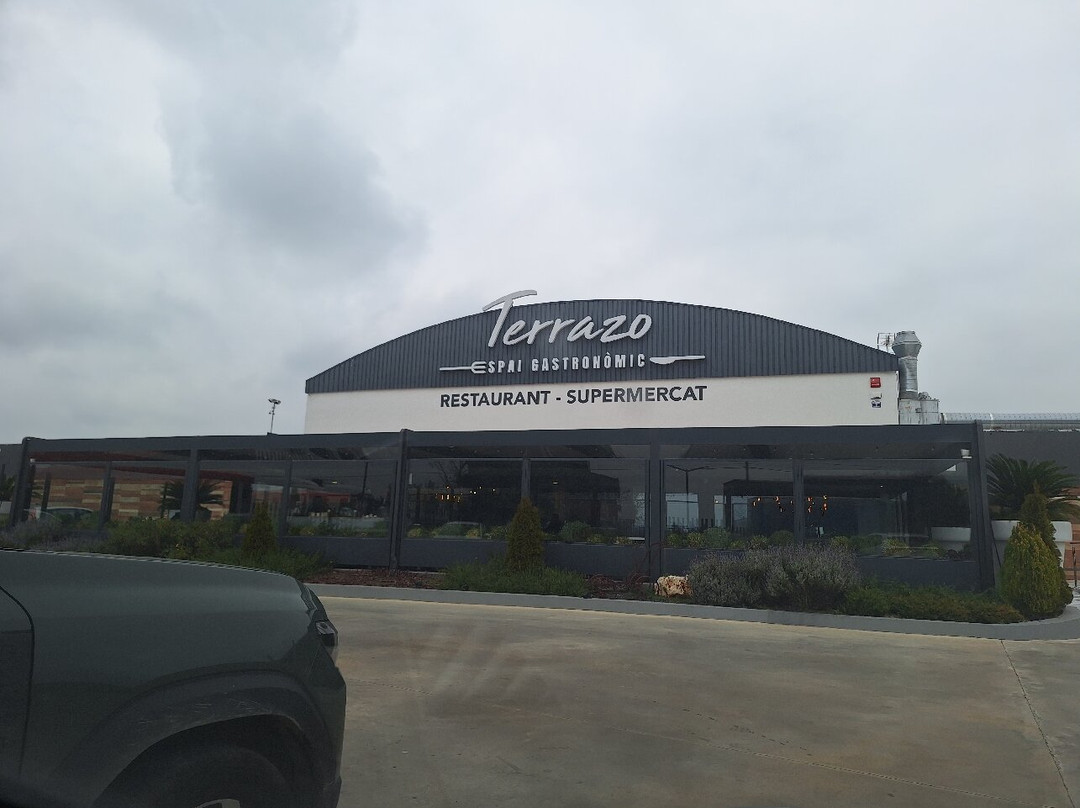 Terrazo
ESPAI GASTRONÒMIC
RESTAURANT - SUPERMERCAT